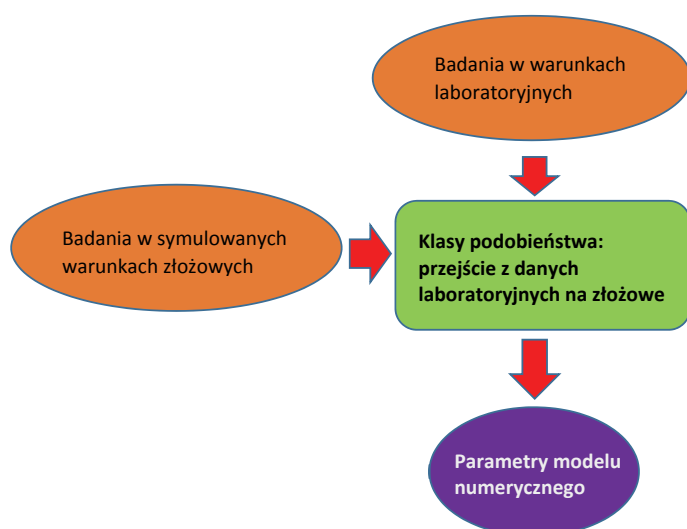 Badania w warunkach
laboratoryjnych
Badania w symulowanych
warunkach złożowych
Klasy podobieństwa:
przejście z danych
laboratoryjnych na złożowe
Parametry modelu
numerycznego